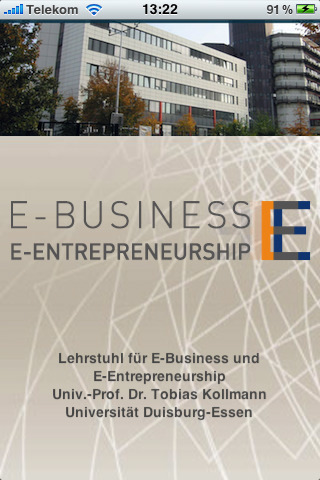 Telekom 13:22 91 %
E-BUSINESS
E-ENTREPRENEURSHIP
EE
Lehrstuhl für E-Business und
E-Entrepreneurship
Univ.-Prof. Dr. Tobias Kollmann
Universität Duisburg-Essen